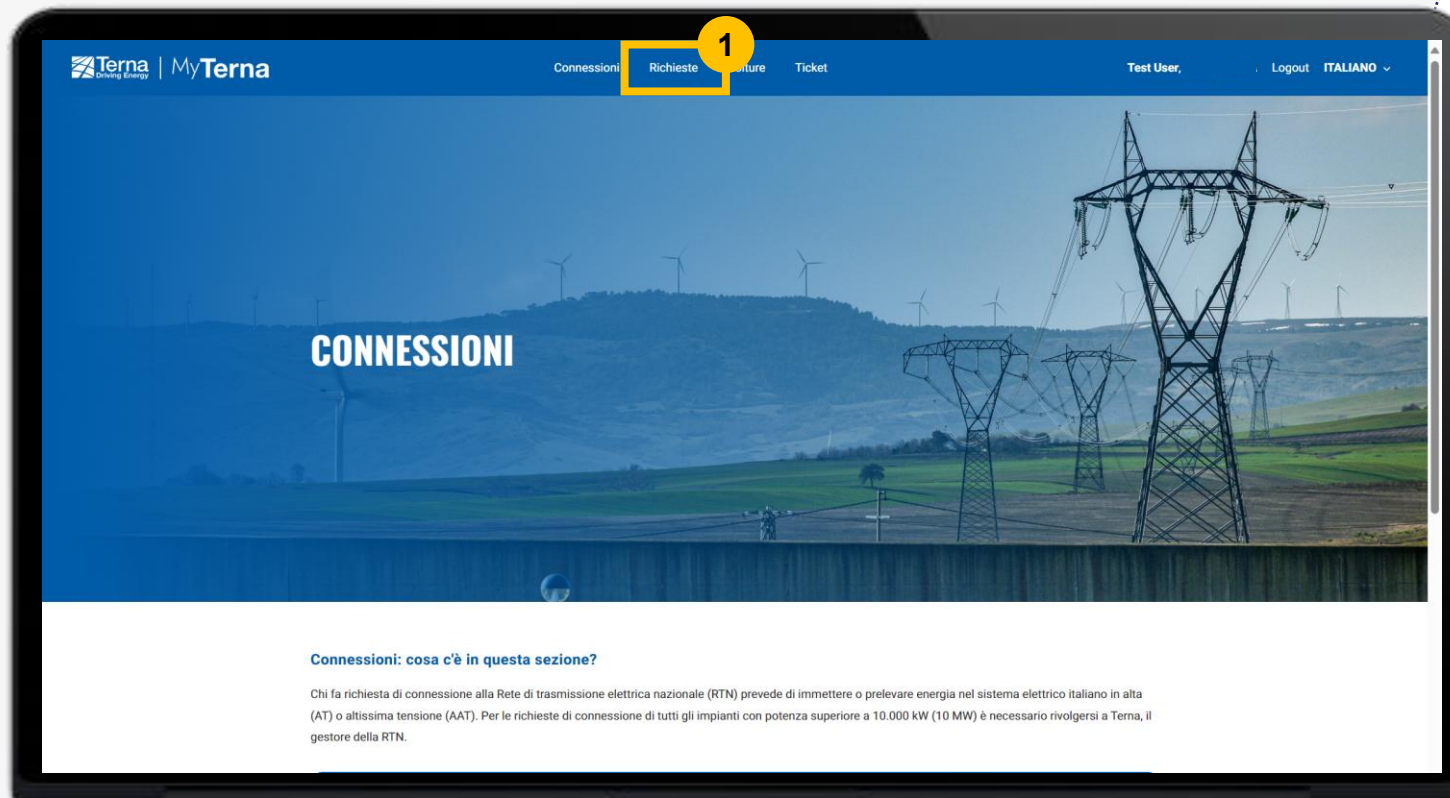 1
Terna
Driving Energy
MyTerna
Connessioni Richieste Ticket
Test User, Logout ITALIANO
CONNESSIONI
Connessioni: cosa c'è in questa sezione?
Chi fa richiesta di connessione alla Rete di trasmissione elettrica nazionale (RTN) prevede di immettere o prelevare energia nel sistema elettrico italiano in alta
(AT) o altissima tensione (AAT). Per le richieste di connessione di tutti gli impianti con potenza superiore a 10.000 kW (10 MW) è necessario rivolgersi a Terna, il
gestore della RTN.